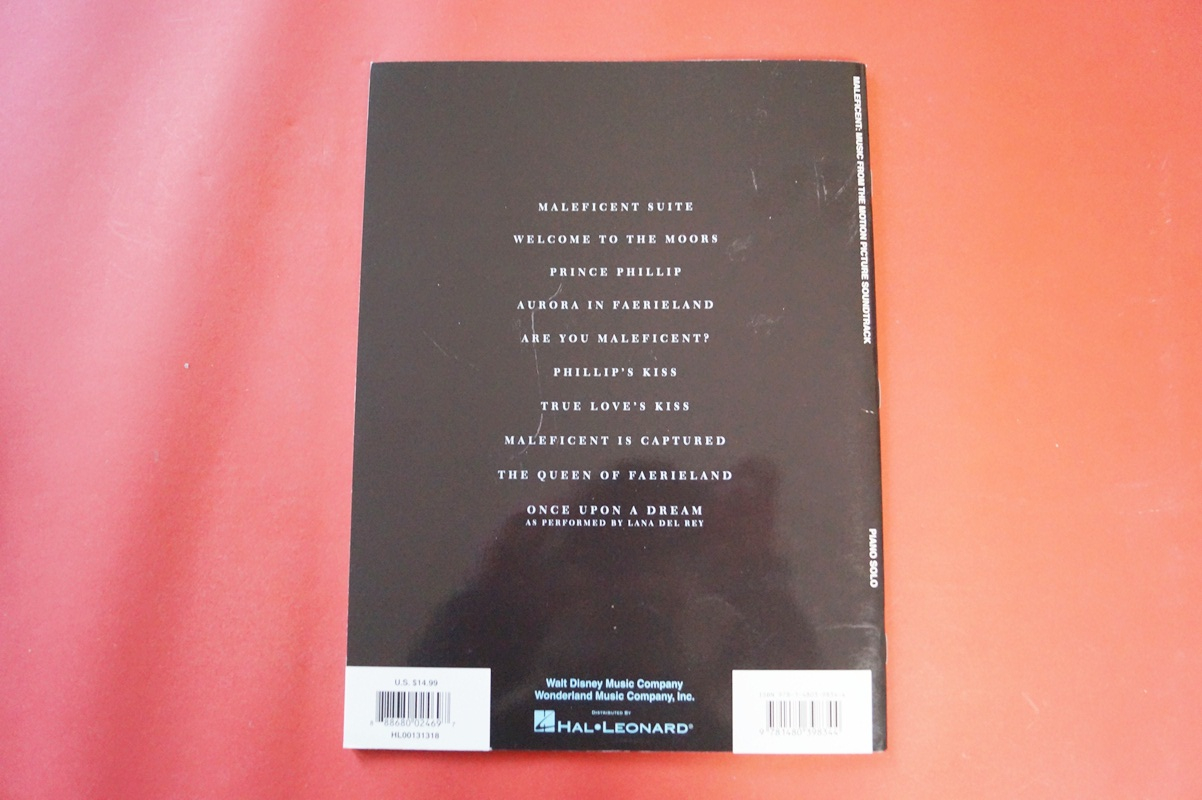 MALEFICENT SUITE
WELCOME TO THE MOORS
PRINCE PHILLIP
AURORA IN FAERIELAND
ARE YOU MALEFICENT?
PHILLIP'S KISS
TRUE LOVE'S KISS
MALEFICENT IS CAPTURED
THE QUEEN OF FAERIELAND
ONCE UPON A DREAM
AS PERFORMED BY LANA DEL REY
MALEFICENT: MUSIC FROM THE MOTION PICTURE SOUNDTRACK
PIANO SOLO
U.S. $14.99
88680 02469 7
HL00131318
Walt Disney Music Company
Wonderland Music Company, Inc.
DISTRIBUTED BY
HAL•LEONARD®